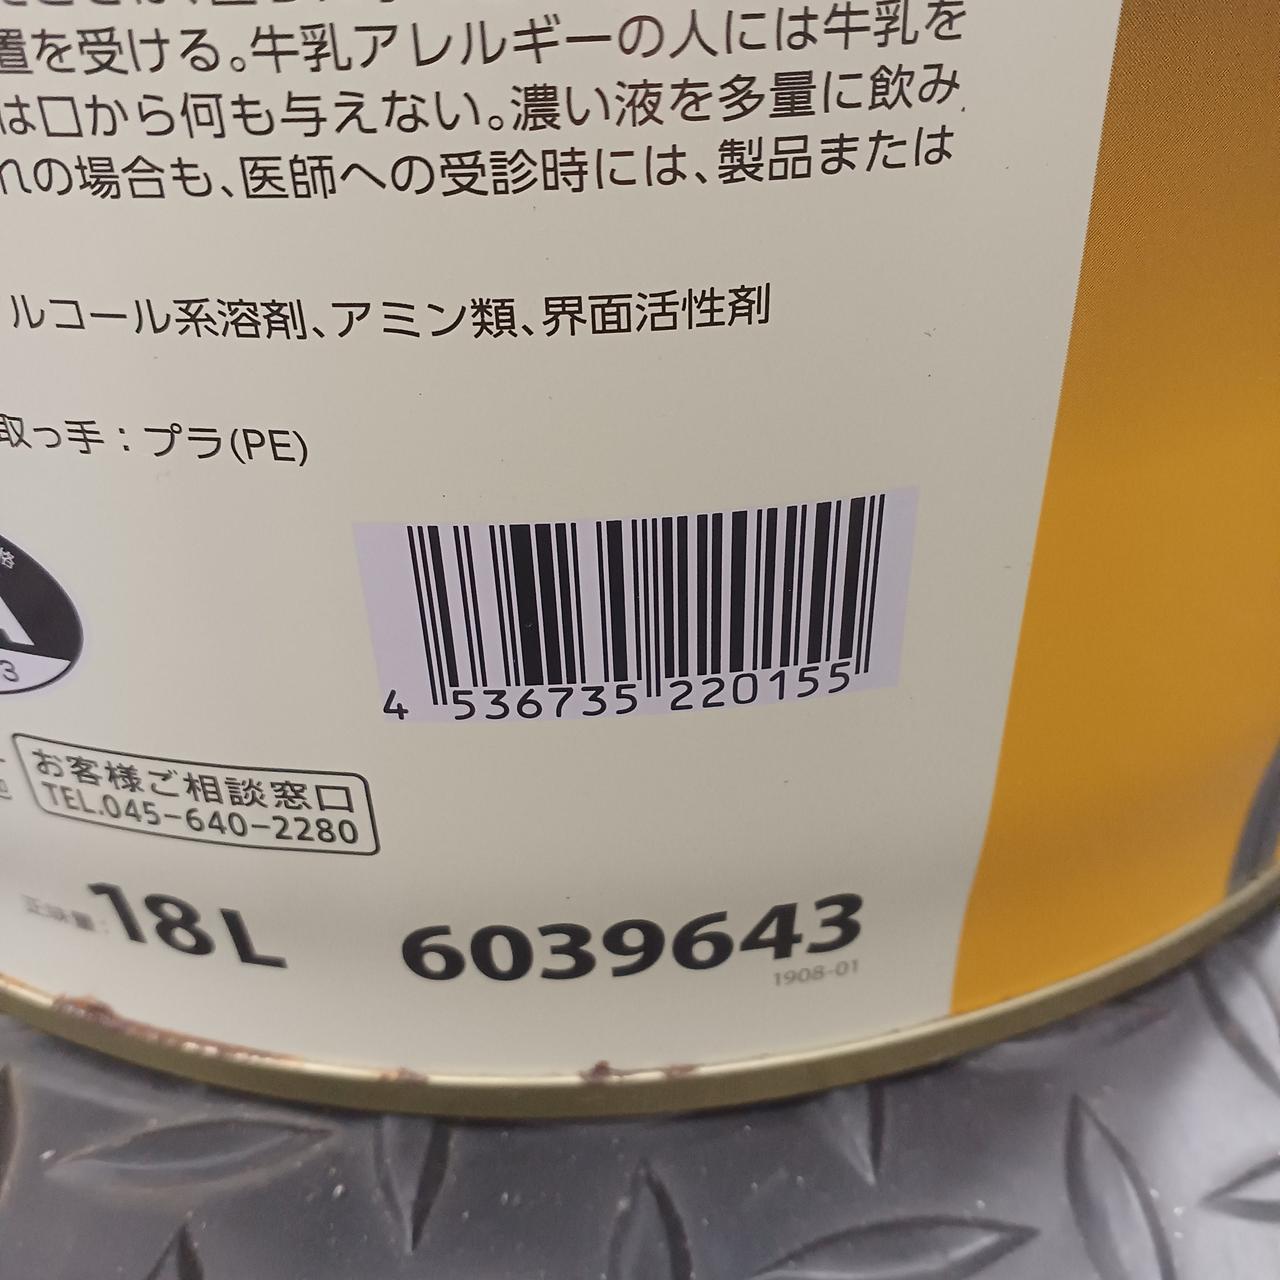 置を受ける。牛乳アレルギーの人には牛乳を
は口から何も与えない。濃い液を多量に飲み
れの場合も、医師への受診時には、製品または
ルコール系溶剤、アミン類、界面活性剤
取っ手：プラ(PE)
格
A
3
4 536735 220155
お客様ご相談窓口
TEL.045-640-2280
正味量：18L 6039643
1908-01